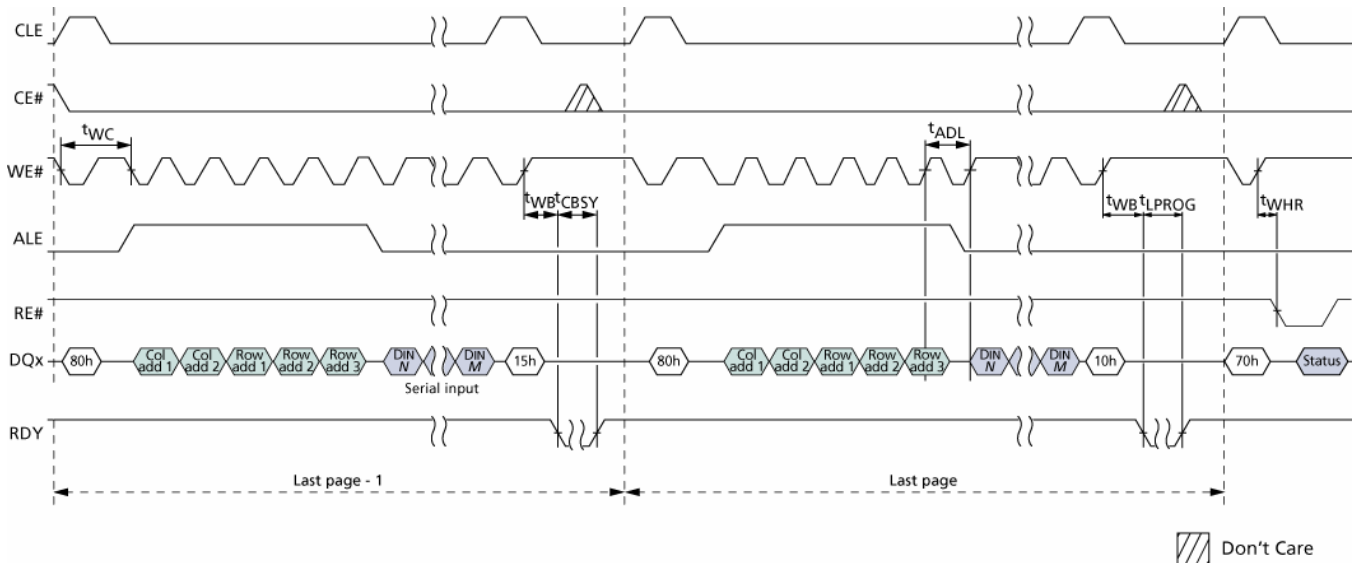 CLE
CE#
tWC
tADL
WE#
tWB tCBSY
tWB tLPROG
tWHR
ALE
RE#
DQx
80h
Col add 1
Col add 2
Row add 1
Row add 2
Row add 3
DIN N
DIN M
15h
80h
Col add 1
Col add 2
Row add 1
Row add 2
Row add 3
DIN N
DIN M
10h
70h
Status
Serial input
RDY
Last page - 1
Last page
Don't Care